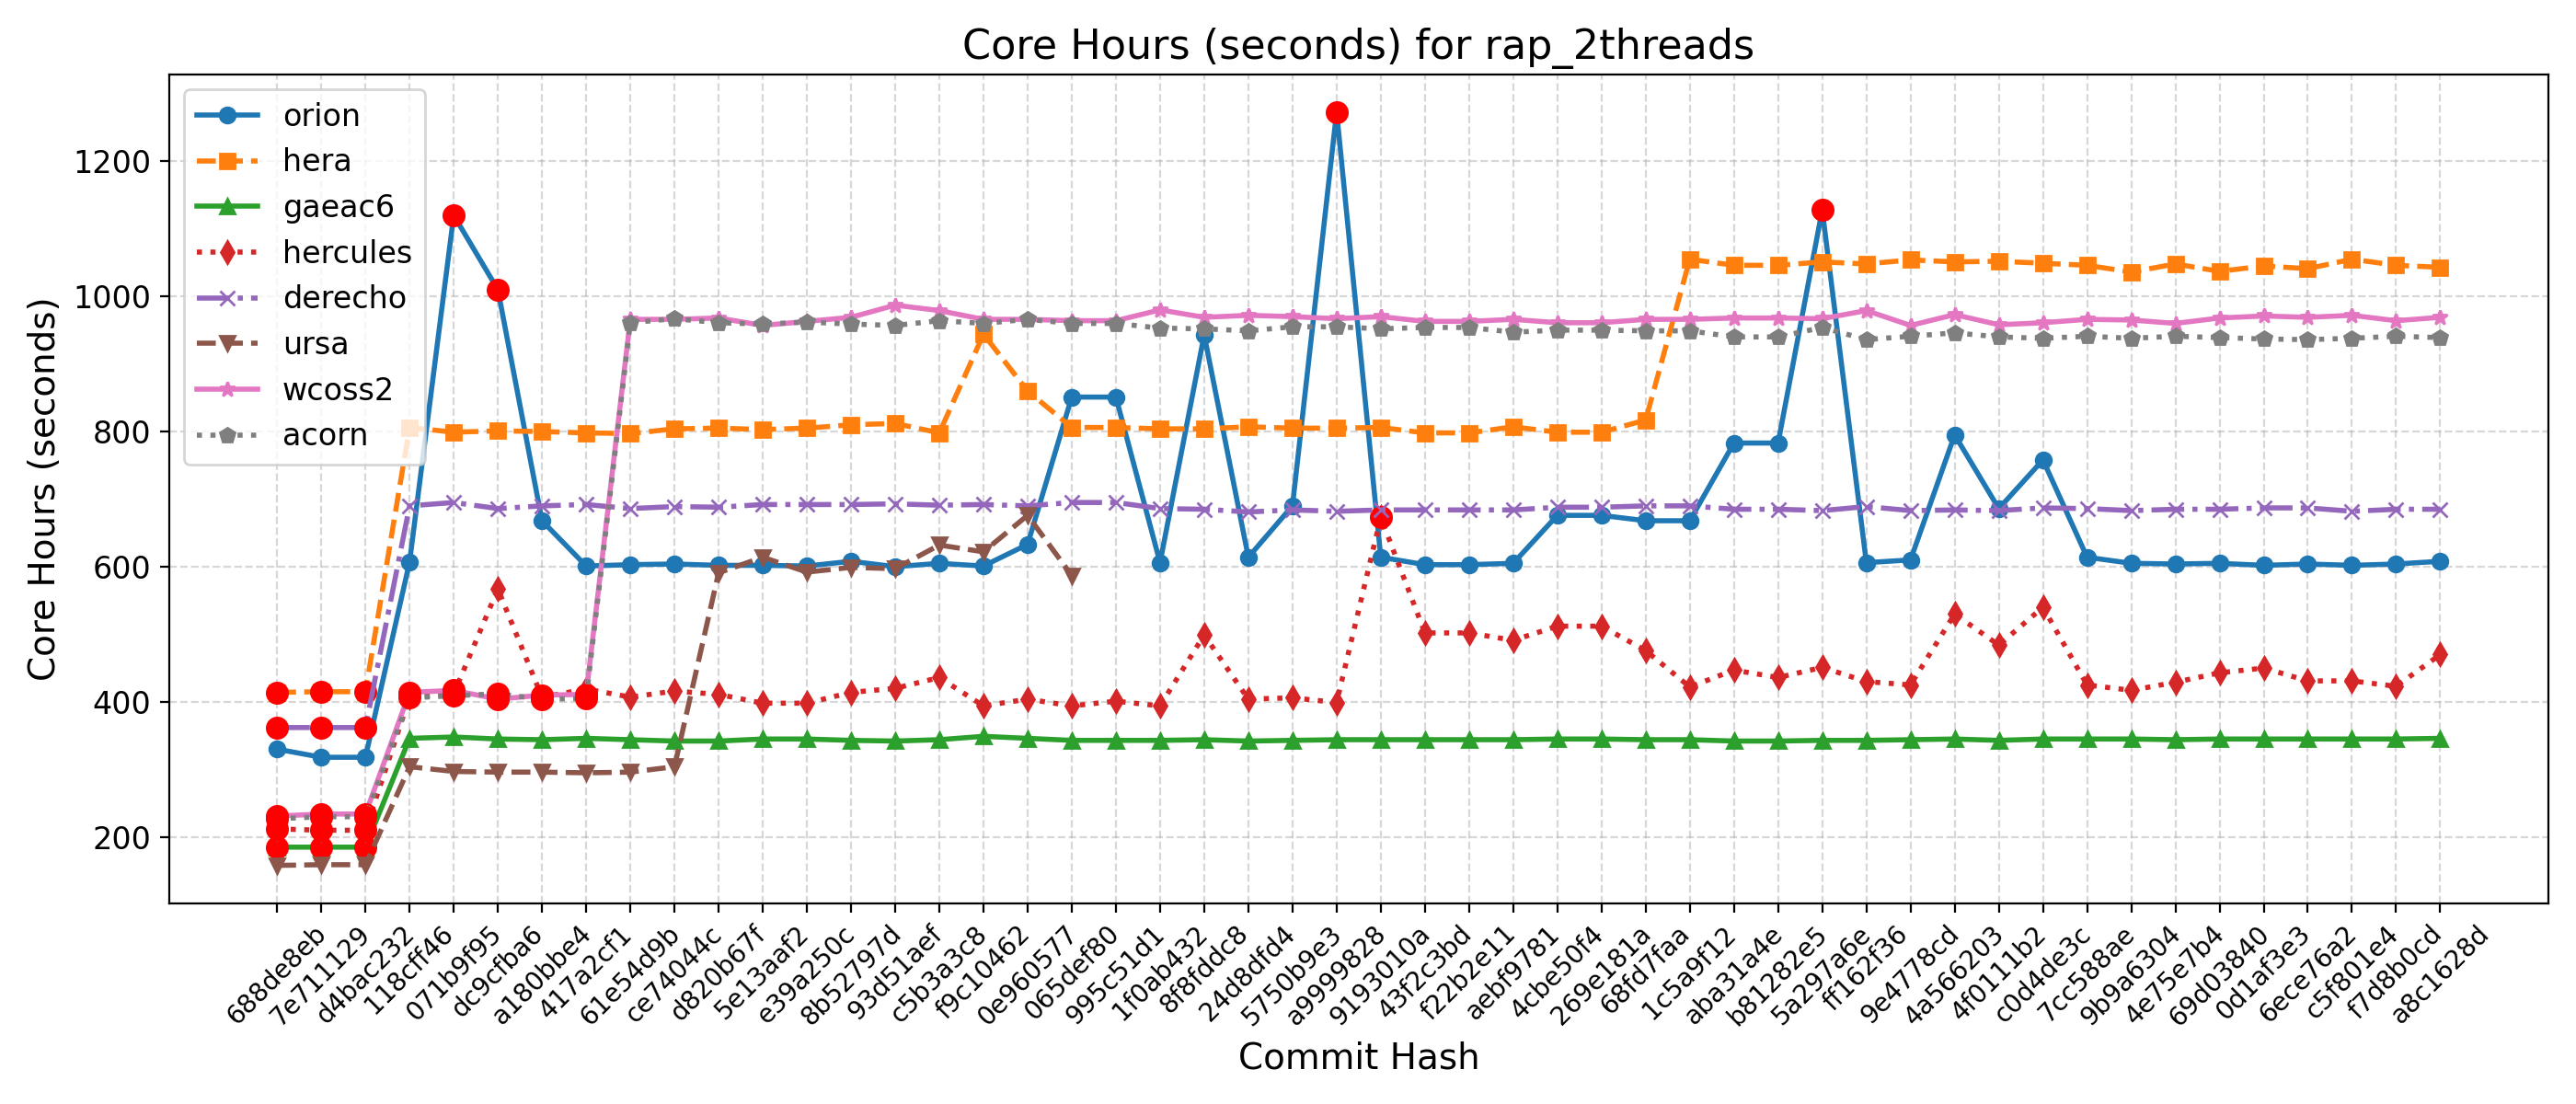 Core Hours (seconds) for rap_2threads
Core Hours (seconds)
1200
1000
800
600
400
200
orion
hera
gaeac6
hercules
derecho
ursa
wcoss2
acorn
688de8eb
7e711129
d4bac232
118cff46
071b9f95
dc9cfba6
a180bbe4
417a2cf1
61e54d9b
ce74044c
d820b67f
5e13aaf2
e39a250c
8b52797d
93d51aef
c5b3a3c8
f9c10462
0e960577
065def80
995c51d1
1f0ab432
8f8fddc8
24d8dfd4
5750b9e3
a9999828
9193010a
43f2c3bd
f22b2e11
aebf9781
4cbe50f4
269e181a
68fd7faa
1c5a9f12
aba31a4e
b81282e5
5a297a6e
ff162f36
9e4778cd
4a566203
4f0111b2
c0d4de3c
7cc588ae
9b9a6304
4e75e7b4
69d03840
0d1af3e3
6ece76a2
c5f801e4
f7d8b0cd
a8c1628d
Commit Hash